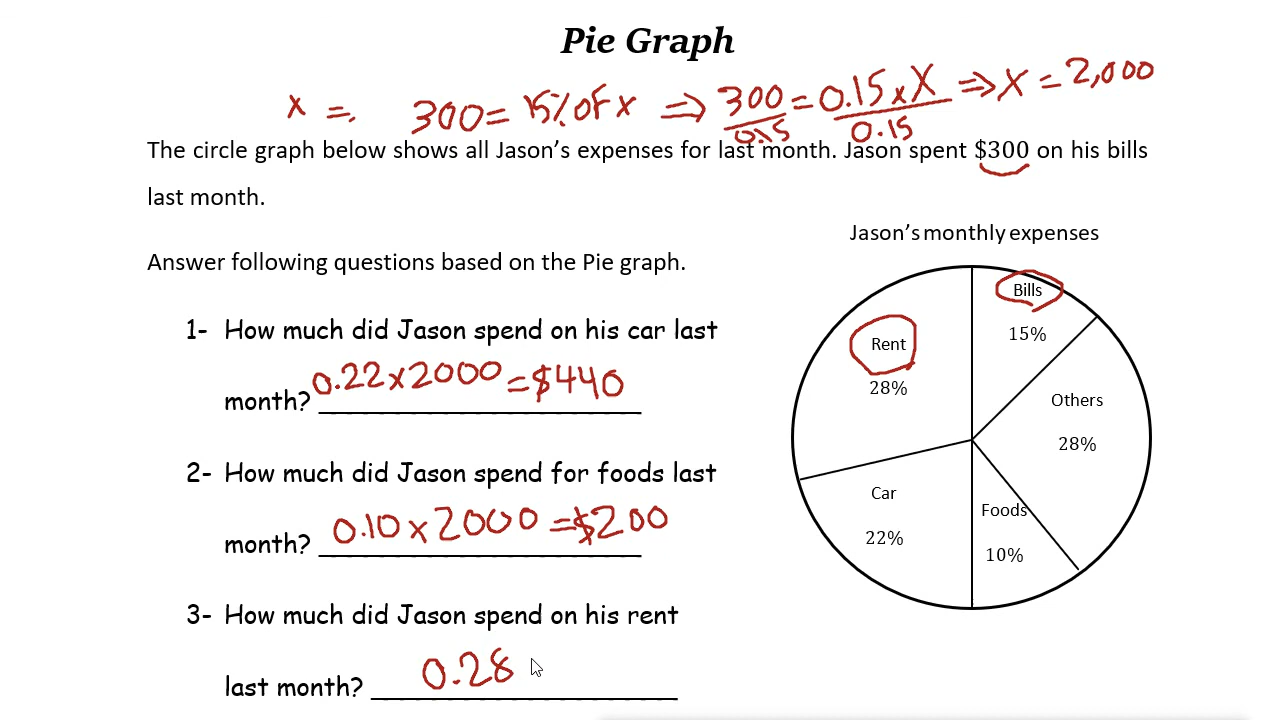 Pie Graph
x = 300 = 15% of x ⇒ 300/0.15 = 0.15 x X/0.15 ⇒ X = 2,000
The circle graph below shows all Jason's expenses for last month. Jason spent $300 on his bills
last month.
Jason's monthly expenses
Answer following questions based on the Pie graph.
Bills
15%
Rent
28%
Others
28%
Car
22%
Foods
10%
1- How much did Jason spend on his car last
month? 0.22x2000 = $440
2- How much did Jason spend for foods last
month? 0.10 x 2000 = $200
3- How much did Jason spend on his rent
last month? 0.28